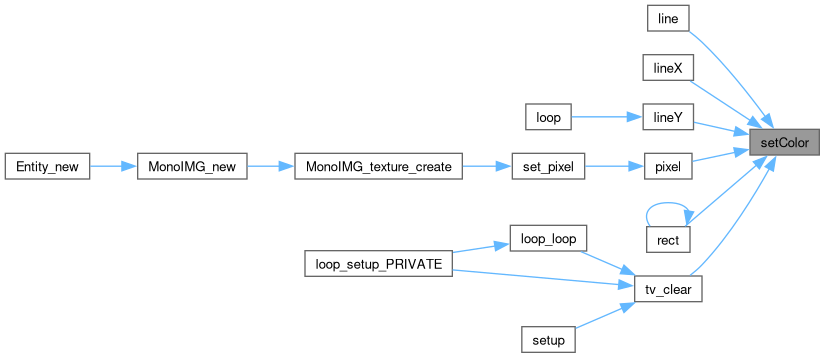 line
lineX
loop
lineY
setColor
Entity_new
MonoIMG_new
MonoIMG_texture_create
set_pixel
pixel
rect
loop_loop
loop_setup_PRIVATE
tv_clear
setup